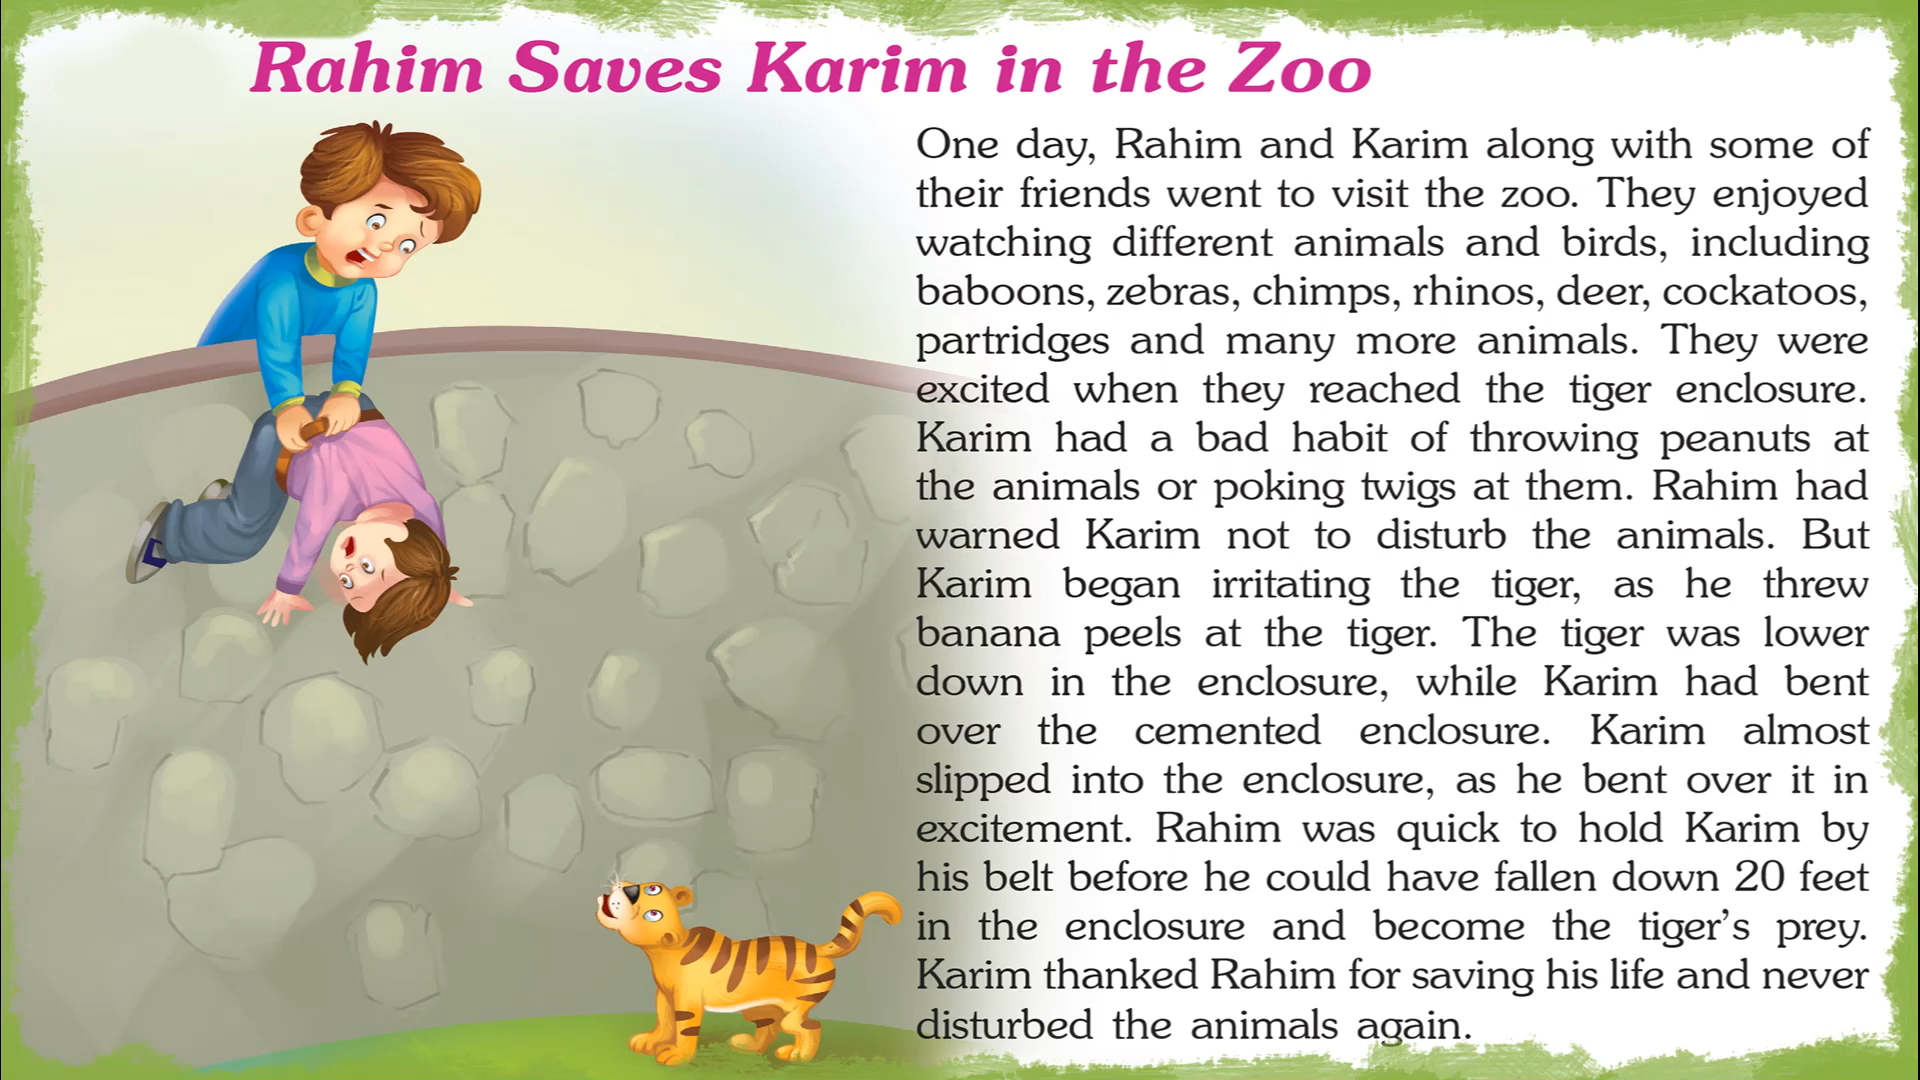 Rahim Saves Karim in the Zoo
One day, Rahim and Karim along with some of
their friends went to visit the zoo. They enjoyed
watching different animals and birds, including
baboons, zebras, chimps, rhinos, deer, cockatoos,
partridges and many more animals. They were
excited when they reached the tiger enclosure.
Karim had a bad habit of throwing peanuts at
the animals or poking twigs at them. Rahim had
warned Karim not to disturb the animals. But
Karim began irritating the tiger, as he threw
banana peels at the tiger. The tiger was lower
down in the enclosure, while Karim had bent
over the cemented enclosure. Karim almost
slipped into the enclosure, as he bent over it in
excitement. Rahim was quick to hold Karim by
his belt before he could have fallen down 20 feet
in the enclosure and become the tiger’s prey.
Karim thanked Rahim for saving his life and never
disturbed the animals again.